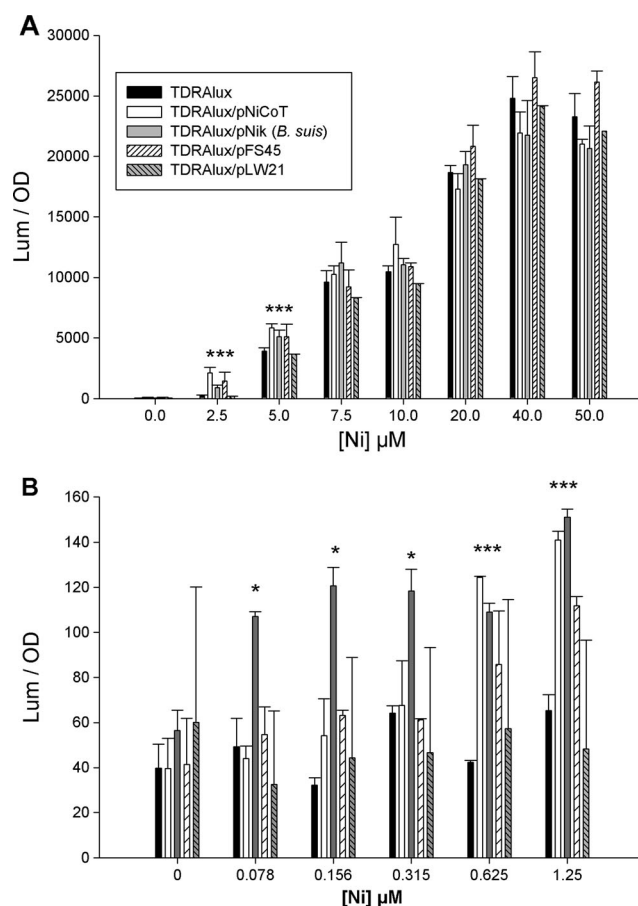 A
30000
25000
20000
15000
10000
5000
0
Lum / OD
TDRAlux
TDRAlux/pNiCoT
TDRAlux/pNik (B. suis)
TDRAlux/pFS45
TDRAlux/pLW21
*** ***
0.0 2.5 5.0 7.5 10.0 20.0 40.0 50.0
[Ni] µM
B
160
140
120
100
80
60
40
20
0
Lum / OD
* * * *** ***
0 0.078 0.156 0.315 0.625 1.25
[Ni] µM